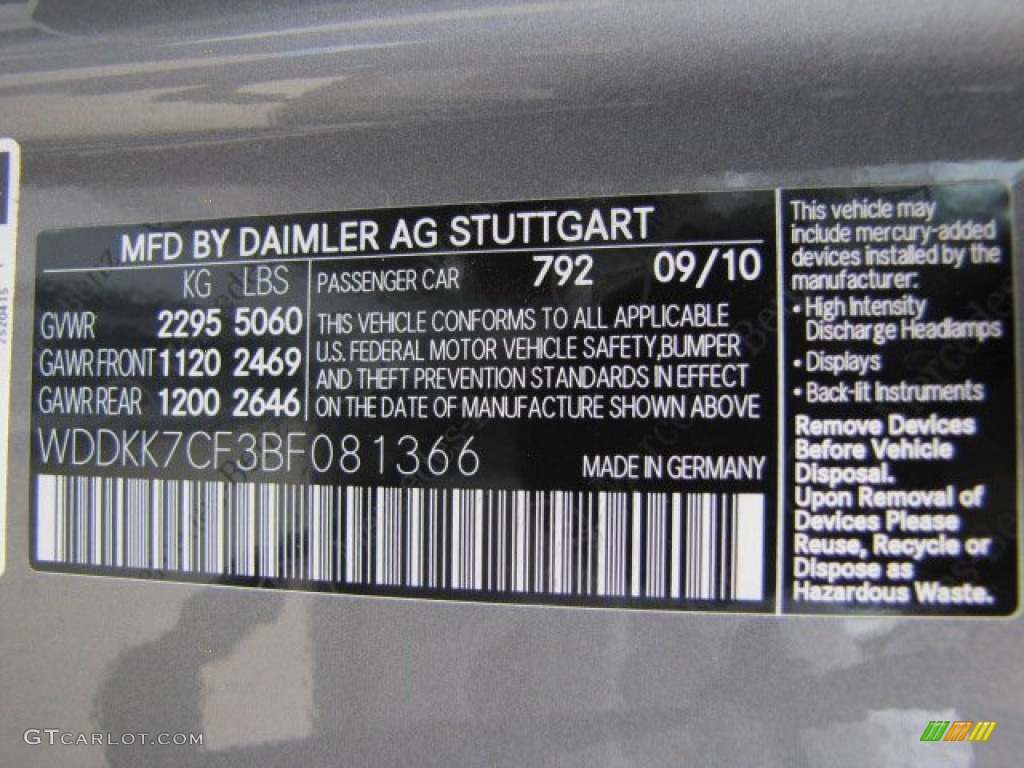 MFD BY DAIMLER AG STUTTGART
KG LBS
GVWR 2295 5060
GAWR FRONT 1120 2469
GAWR REAR 1200 2646
PASSENGER CAR 792 09/10
THIS VEHICLE CONFORMS TO ALL APPLICABLE
U.S. FEDERAL MOTOR VEHICLE SAFETY,BUMPER
AND THEFT PREVENTION STANDARDS IN EFFECT
ON THE DATE OF MANUFACTURE SHOWN ABOVE
WDDKK7CF3BF081366
MADE IN GERMANY
This vehicle may
include mercury-added
devices installed by the
manufacturer:
• High Intensity
Discharge Headlamps
• Displays
• Back-lit Instruments
Remove Devices
Before Vehicle
Disposal.
Upon Removal of
Devices Please
Reuse, Recycle or
Dispose as
Hazardous Waste.
GTCARLOT.COM